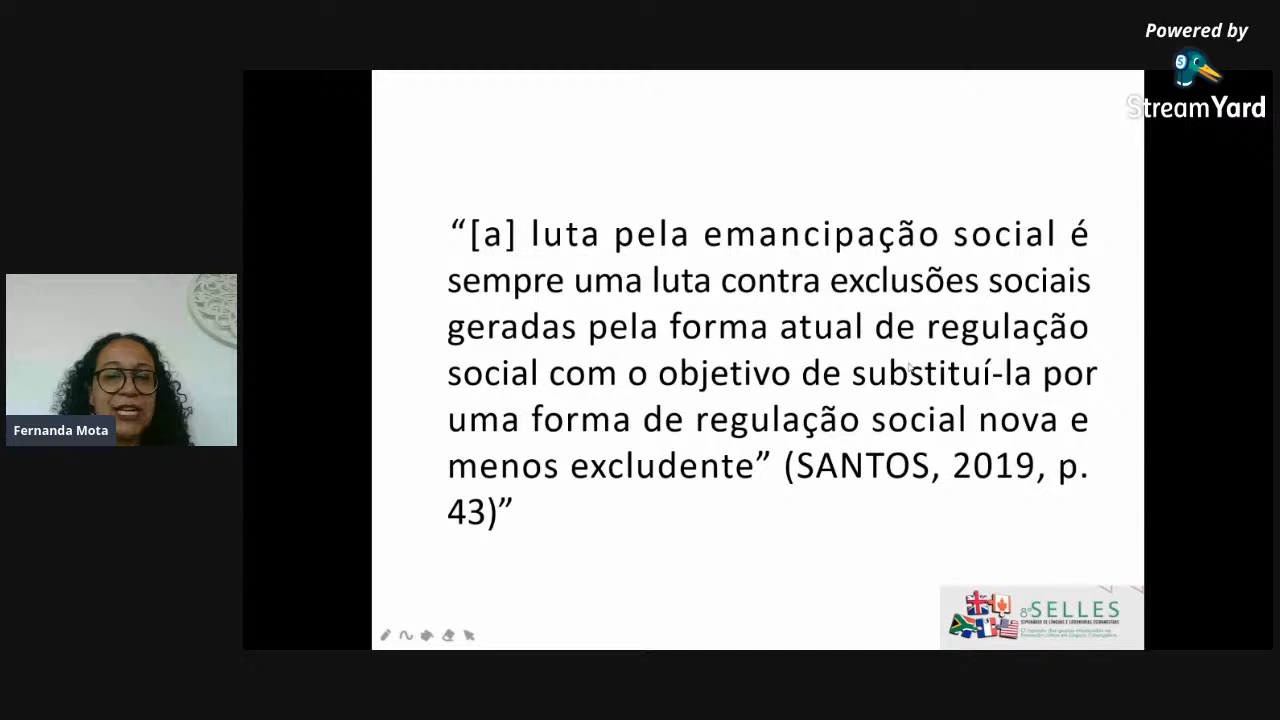 Powered by
StreamYard
“[a] luta pela emancipação social é
sempre uma luta contra exclusões sociais
geradas pela forma atual de regulação
social com o objetivo de substituí-la por
uma forma de regulação social nova e
menos excludente” (SANTOS, 2019, p.
43)”
Fernanda Mota
8º SELLES